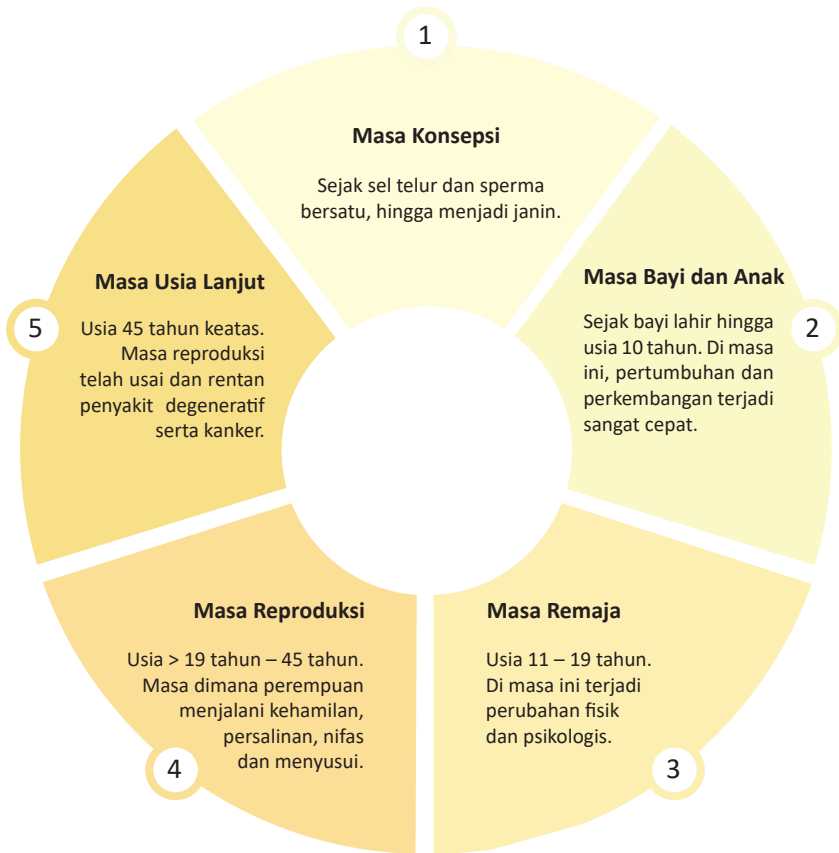 1
Masa Konsepsi
Sejak sel telur dan sperma
bersatu, hingga menjadi janin.
2
Masa Bayi dan Anak
Sejak bayi lahir hingga
usia 10 tahun. Di masa
ini, pertumbuhan dan
perkembangan terjadi
sangat cepat.
3
Masa Remaja
Usia 11 – 19 tahun.
Di masa ini terjadi
perubahan fisik
dan psikologis.
4
Masa Reproduksi
Usia > 19 tahun – 45 tahun.
Masa dimana perempuan
menjalani kehamilan,
persalinan, nifas
dan menyusui.
5
Masa Usia Lanjut
Usia 45 tahun keatas.
Masa reproduksi
telah usai dan rentan
penyakit degeneratif
serta kanker.